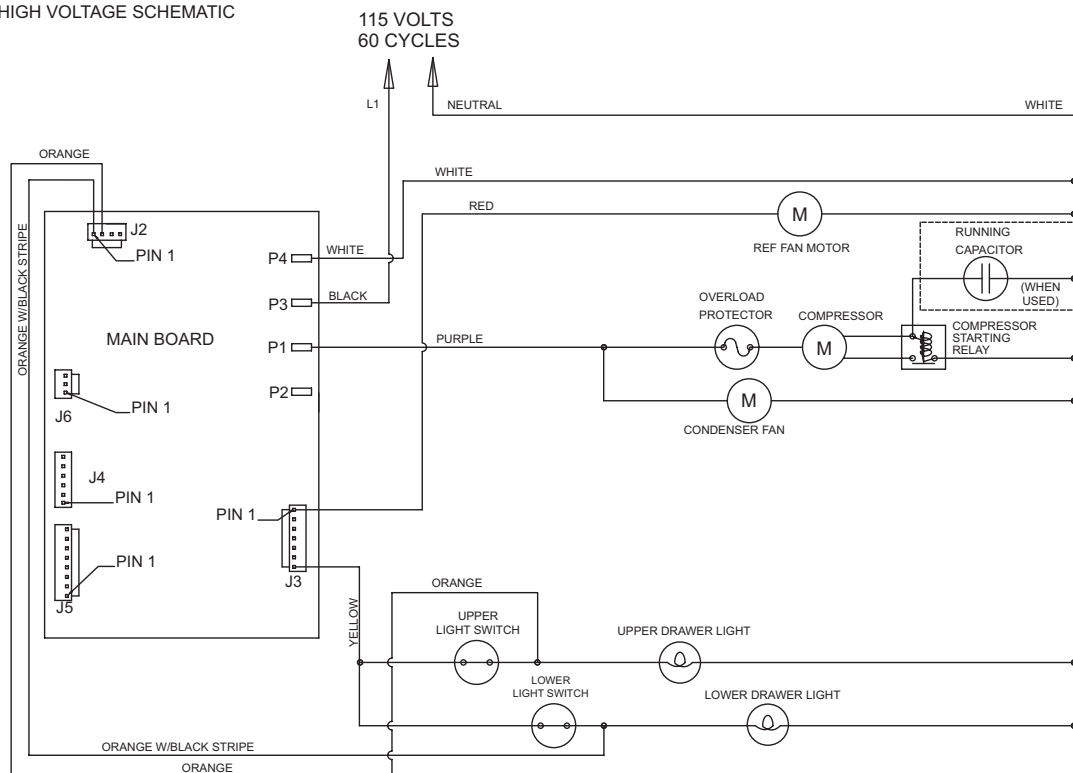 HIGH VOLTAGE SCHEMATIC
115 VOLTS
60 CYCLES
L1
NEUTRAL
WHITE
ORANGE
WHITE
RED
J2
PIN 1
M
REF FAN MOTOR
RUNNING
CAPACITOR
(WHEN
USED)
ORANGE W/BLACK STRIPE
P4
WHITE
P3
BLACK
MAIN BOARD
P1
PURPLE
OVERLOAD
PROTECTOR
COMPRESSOR
M
COMPRESSOR
STARTING
RELAY
P2
M
CONDENSER FAN
J6
PIN 1
J4
PIN 1
PIN 1
J5
PIN 1
J3
YELLOW
ORANGE
UPPER
LIGHT SWITCH
UPPER DRAWER LIGHT
LOWER
LIGHT SWITCH
LOWER DRAWER LIGHT
ORANGE W/BLACK STRIPE
ORANGE